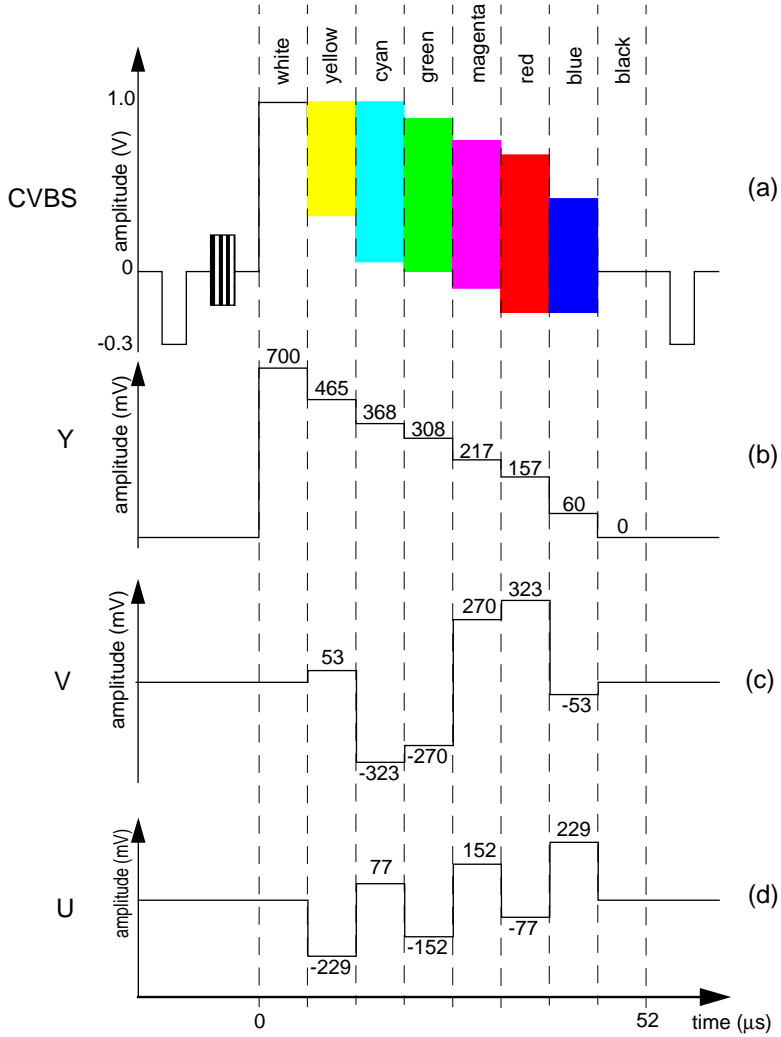 white
yellow
cyan
green
magenta
red
blue
black
CVBS
amplitude (V)
1.0
0
-0.3
(a)
Y
amplitude (mV)
700
465
368
308
217
157
60
0
(b)
V
amplitude (mV)
53
-323
-270
270
323
-53
(c)
U
amplitude (mV)
-229
77
-152
152
-77
229
(d)
0
52
time (μs)